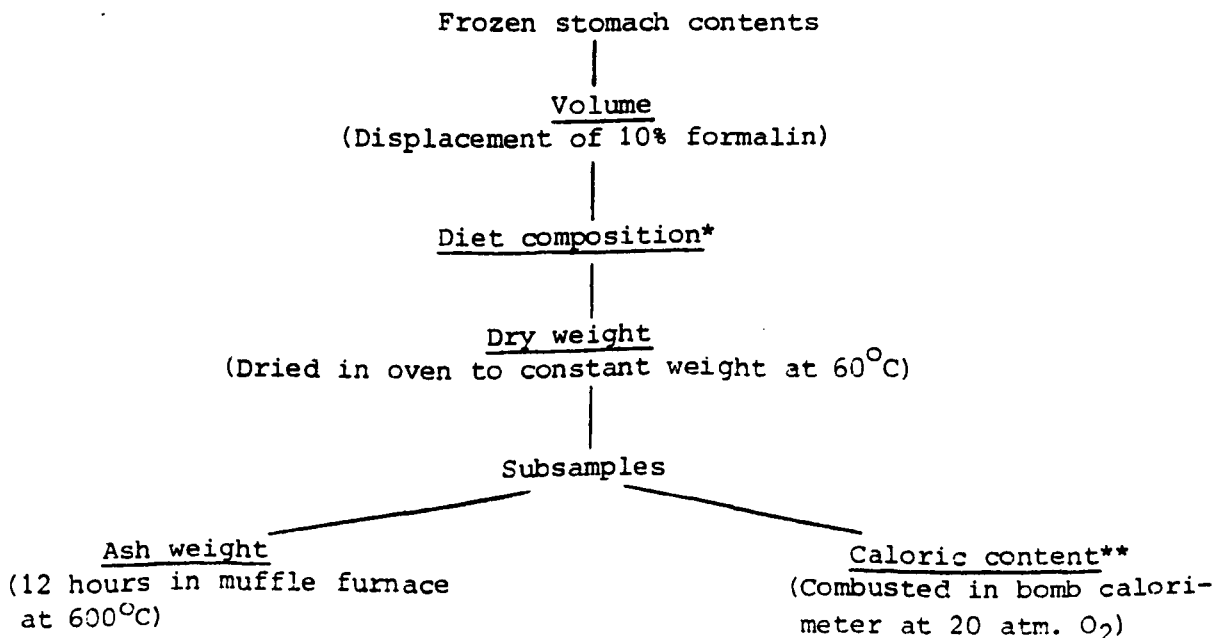 Frozen stomach contents
Volume
(Displacement of 10% formalin)
Diet composition*
Dry weight
(Dried in oven to constant weight at 60°C)
Subsamples
Ash weight
(12 hours in muffle furnace
at 600°C)
Caloric content**
(Combusted in bomb calori-
meter at 20 atm. O2)